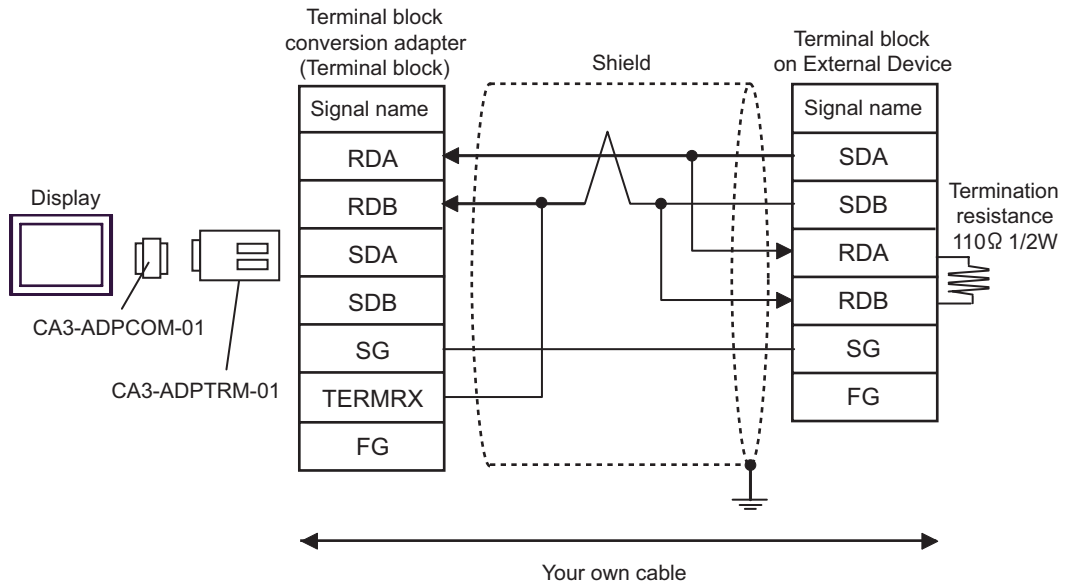 Terminal block
conversion adapter
(Terminal block)
Shield
Terminal block
on External Device
Signal name
RDA
RDB
SDA
SDB
SG
TERMRX
FG
Signal name
SDA
SDB
RDA
RDB
SG
FG
Display
CA3-ADPCOM-01
CA3-ADPTRM-01
Termination
resistance
110Ω 1/2W
Your own cable